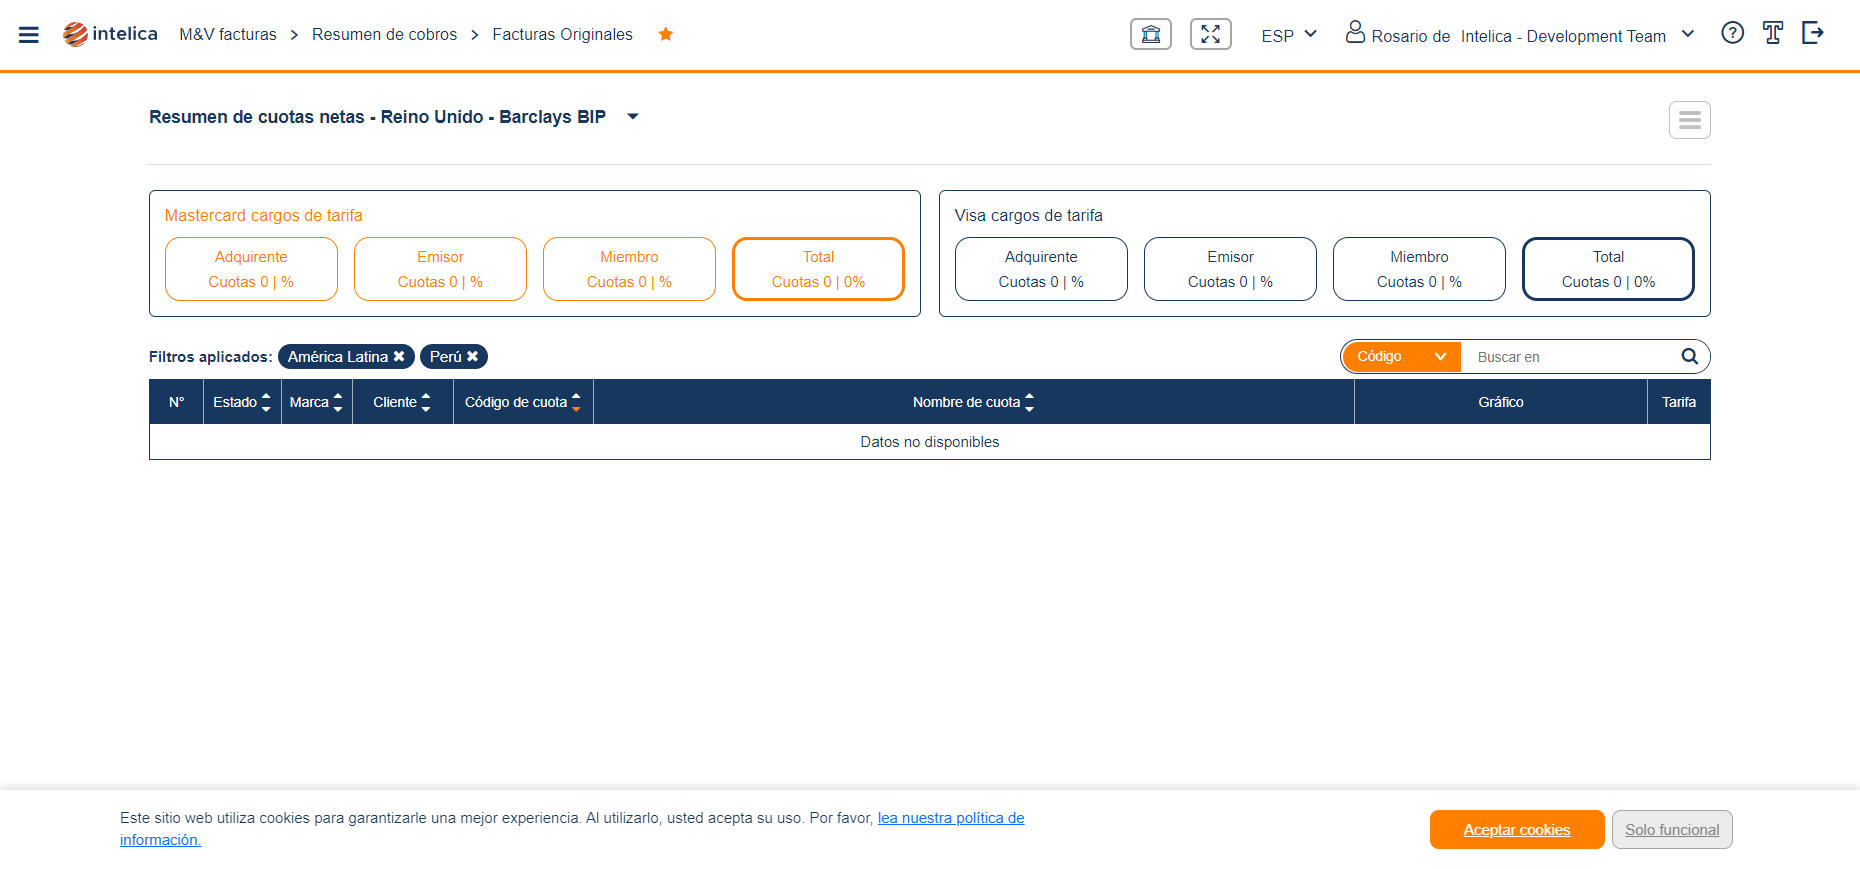 intelica M&V facturas > Resumen de cobros > Facturas Originales ESP Rosario de Intelica - Development Team
Resumen de cuotas netas - Reino Unido - Barclays BIP
Mastercard cargos de tarifa
Adquirente
Cuotas 0 | %
Emisor
Cuotas 0 | %
Miembro
Cuotas 0 | %
Total
Cuotas 0 | 0%
Visa cargos de tarifa
Adquirente
Cuotas 0 | %
Emisor
Cuotas 0 | %
Miembro
Cuotas 0 | %
Total
Cuotas 0 | 0%
Filtros aplicados: América Latina ✖ Perú ✖ Código Buscar en
N° Estado Marca Cliente Código de cuota Nombre de cuota Gráfico Tarifa
Datos no disponibles
Este sitio web utiliza cookies para garantizarle una mejor experiencia. Al utilizarlo, usted acepta su uso. Por favor, lea nuestra política de
información.
Aceptar cookies Solo funcional